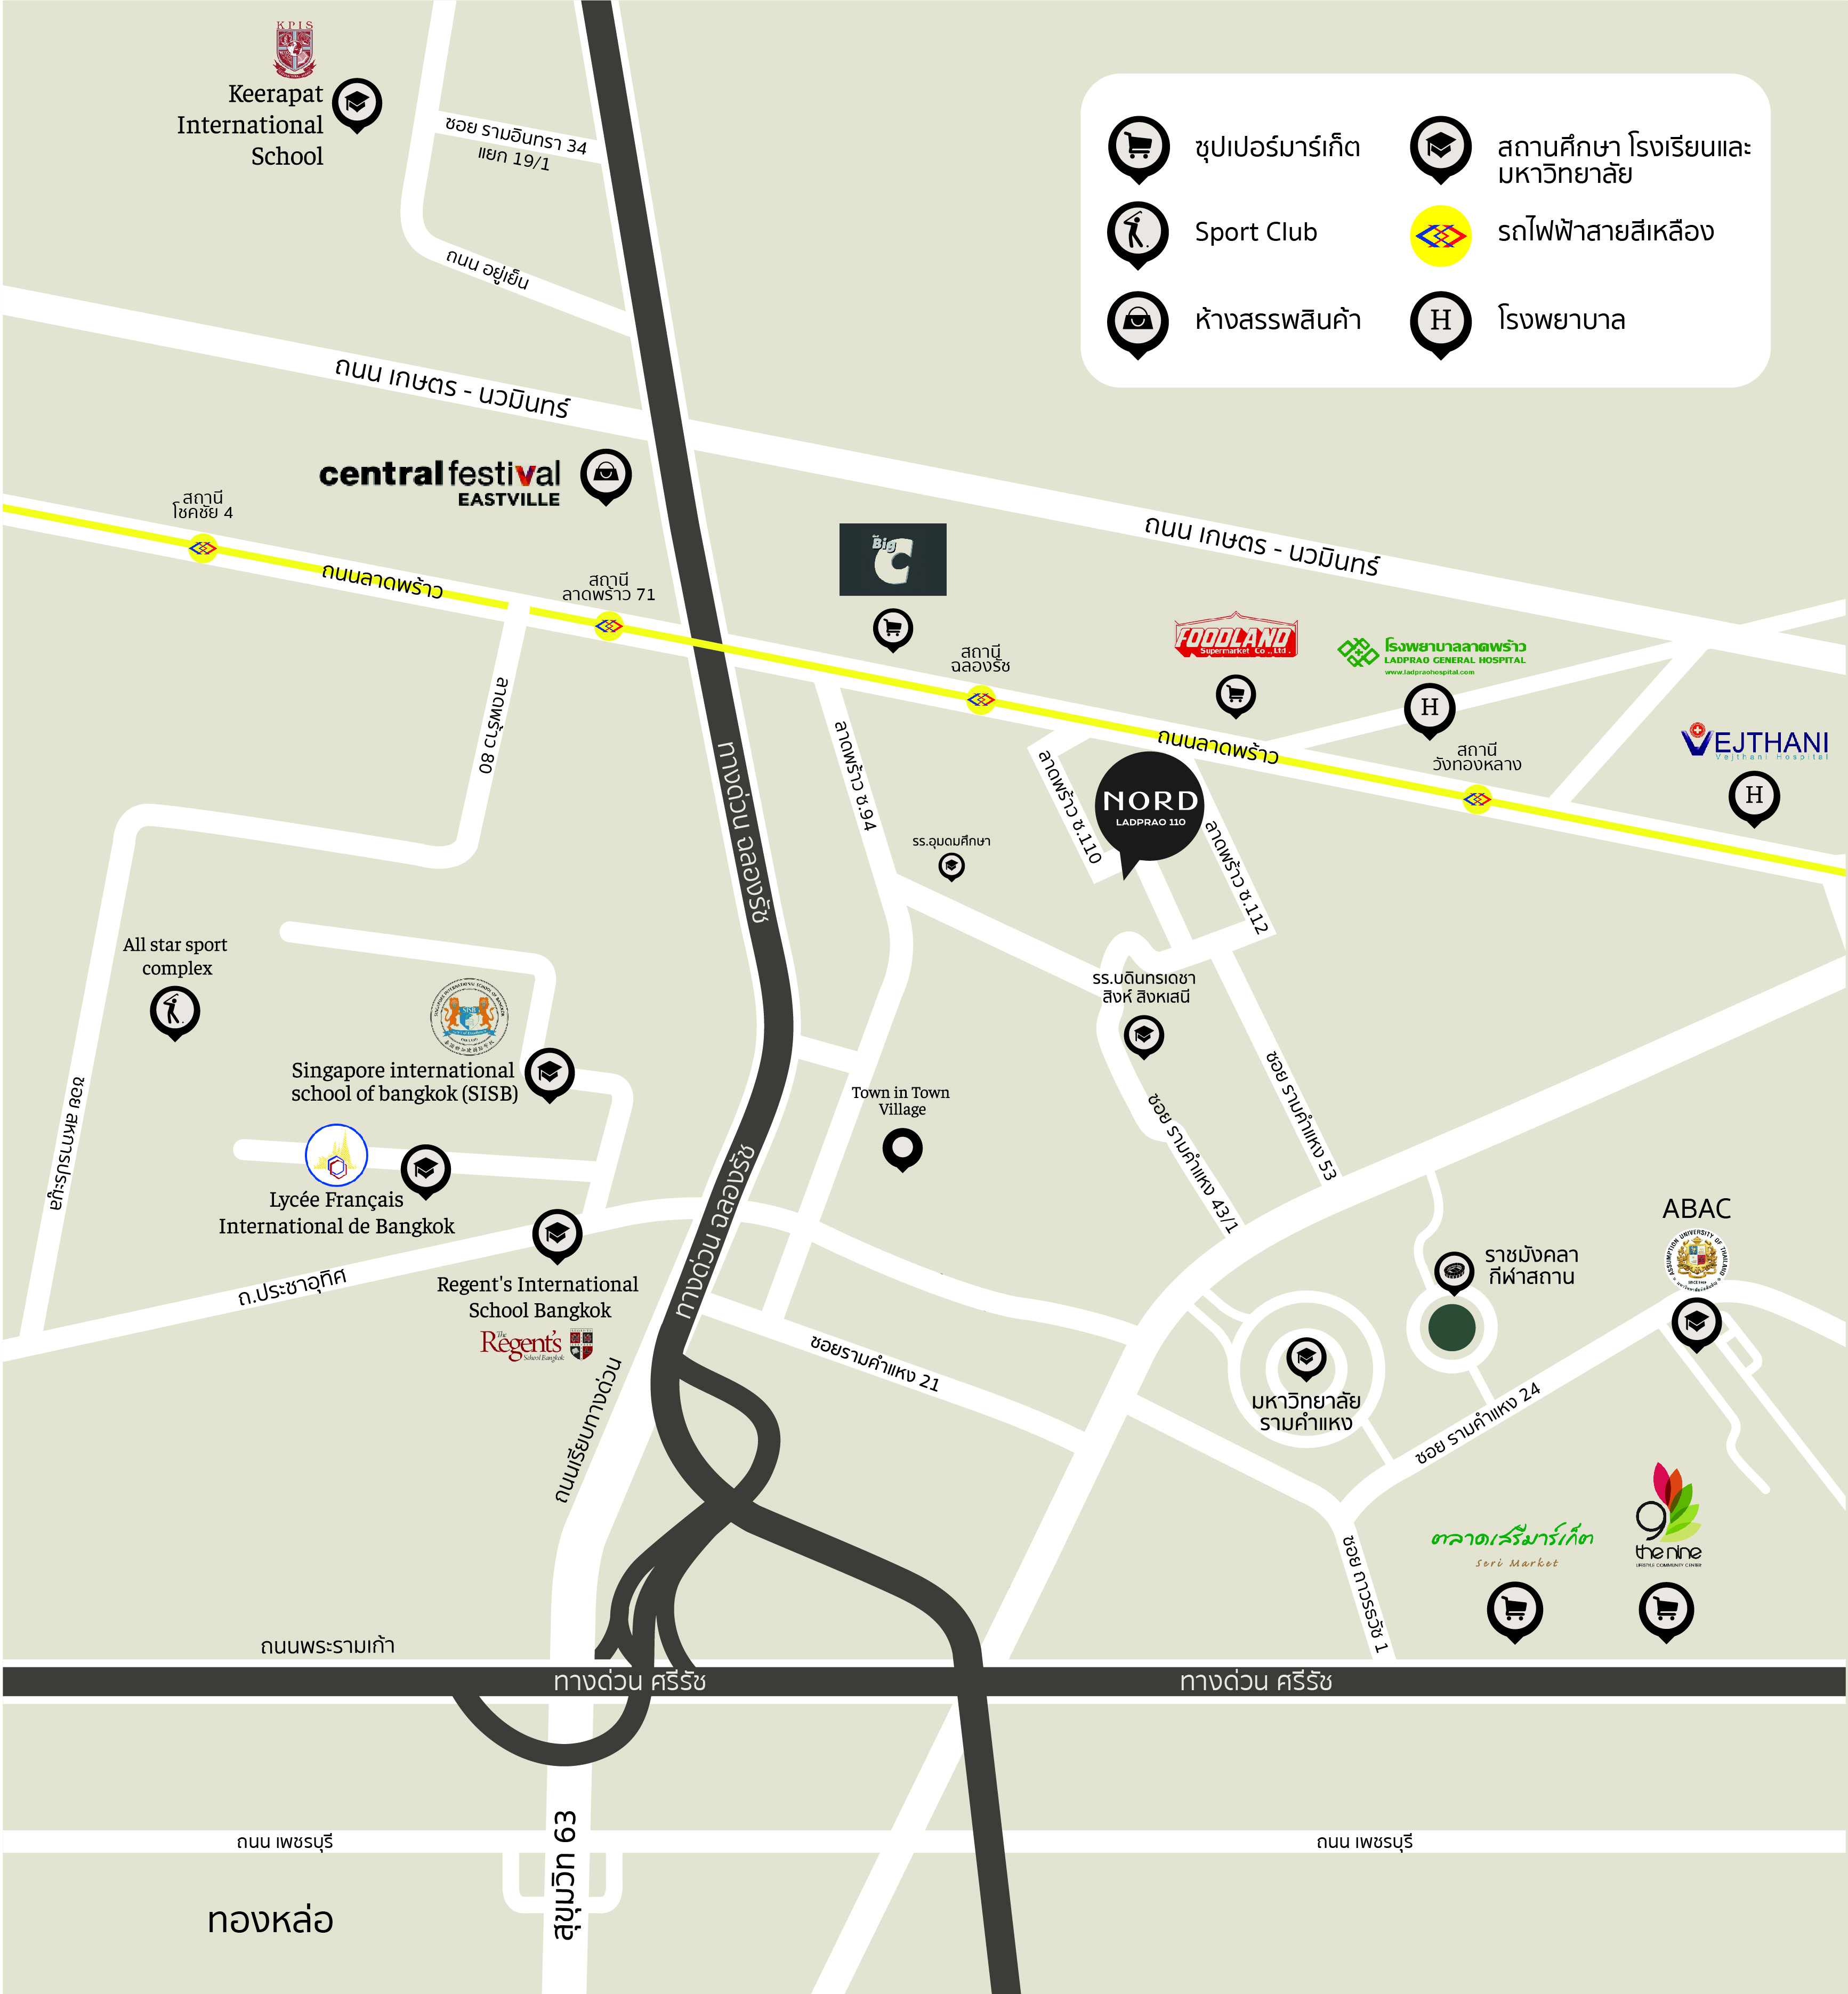 KPIS
Keerapat
International
School
ซอย รามอินทรา 34
แยก 19/1
ถนน อยู่เย็น
ซุปเปอร์มาร์เก็ต
สถานศึกษา โรงเรียนและ
มหาวิทยาลัย
Sport Club
รถไฟฟ้าสายสีเหลือง
ห้างสรรพสินค้า
H
โรงพยาบาล
ถนน เกษตร - นวมินทร์
centralfestival
EASTVILLE
สถานี
โชคชัย 4
ถนนลาดพร้าว
สถานี
ลาดพร้าว 71
Big
C
ถนน เกษตร - นวมินทร์
สถานี
ฉลองรัช
FOODLAND
Supermarket Co.,Ltd.
โรงพยาบาลลาดพร้าว
LADPRAO GENERAL HOSPITAL
www.ladpraohospital.com
H
สถานี
วังทองหลาง
VEJTHANI
Vejthani Hospital
H
ถนนลาดพร้าว
ลาดพร้าว 80
ทางด่วน ฉลองรัช
ลาดพร้าว ซ.94
ลาดพร้าว ซ.110
NORD
LADPRAO 110
ลาดพร้าว ซ.112
รร.อุมดมศึกษา
All star sport
complex
SISB
Singapore international
school of bangkok (SISB)
รร.บดินทรเดชา
สิงห์ สิงหเสนี
ซอย รามคำแหง 53
ซอย รามคำแหง 43/1
Town in Town
Village
ซอย สหการประมูล
Lycée Français
International de Bangkok
ทางด่วน ฉลองรัช
ถ.ประชาอุทิศ
Regent's International
School Bangkok
The
Regent's
School Bangkok
ABAC
ASSUMPTION UNIVERSITY OF THAILAND
ราชมังคลา
กีฬาสถาน
ซอยรามคำแหง 21
มหาวิทยาลัย
รามคำแหง
ซอย รามคำแหง 24
ถนนเรียบทางด่วน
ซอย ถาวรธวัช 1
ตลาดเสรีมาร์เก็ต
Seri Market
9
the nine
LIFESTYLE COMMUNITY CENTER
ถนนพระรามเก้า
ทางด่วน ศรีรัช
ทางด่วน ศรีรัช
ถนน เพชรบุรี
สุขุมวิท 63
ถนน เพชรบุรี
ทองหล่อ